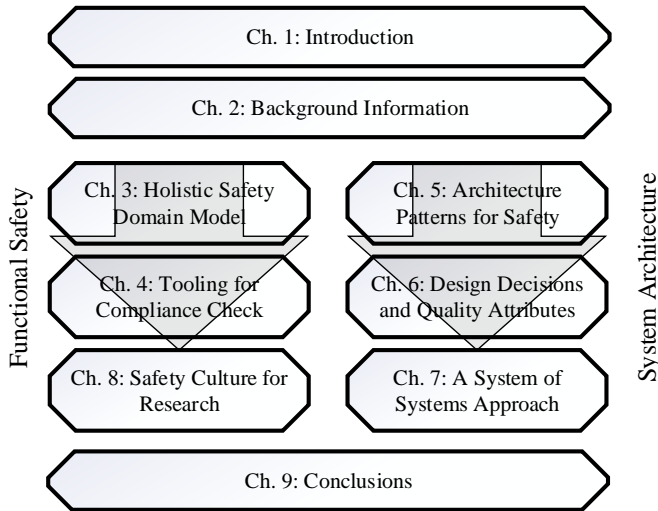 Ch. 1: Introduction
Ch. 2: Background Information
Functional Safety
Ch. 3: Holistic Safety
Domain Model
Ch. 4: Tooling for
Compliance Check
Ch. 8: Safety Culture for
Research
Ch. 5: Architecture
Patterns for Safety
Ch. 6: Design Decisions
and Quality Attributes
Ch. 7: A System of
Systems Approach
System Architecture
Ch. 9: Conclusions